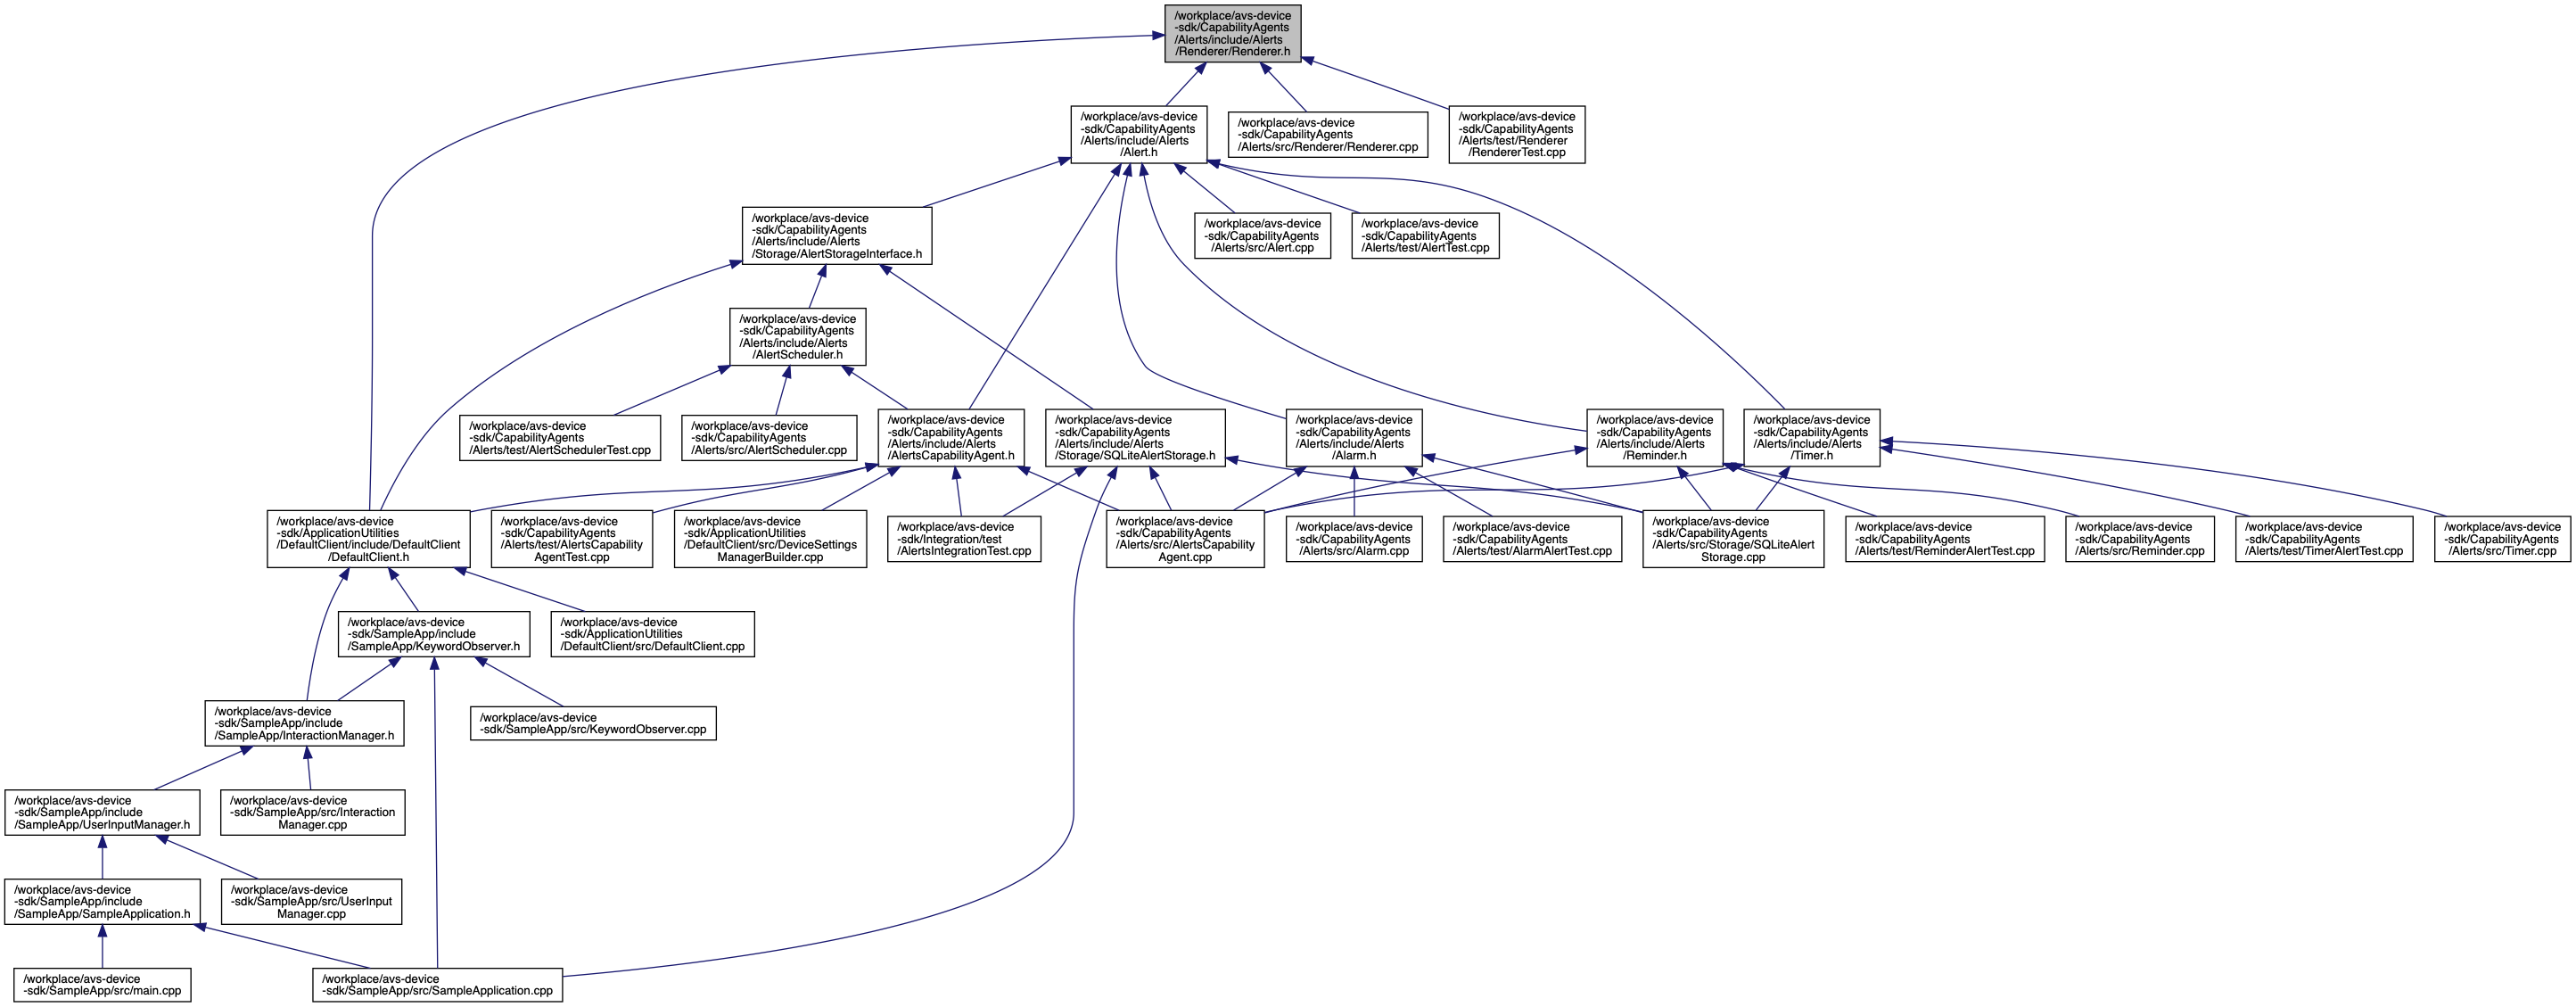 /workplace/avs-device
-sdk/CapabilityAgents
/Alerts/include/Alerts
/Renderer/Renderer.h
/workplace/avs-device
-sdk/CapabilityAgents
/Alerts/include/Alerts
/Alert.h
/workplace/avs-device
-sdk/CapabilityAgents
/Alerts/src/Renderer/Renderer.cpp
/workplace/avs-device
-sdk/CapabilityAgents
/Alerts/test/Renderer
/RendererTest.cpp
/workplace/avs-device
-sdk/CapabilityAgents
/Alerts/include/Alerts
/Storage/AlertStorageInterface.h
/workplace/avs-device
-sdk/CapabilityAgents
/Alerts/src/Alert.cpp
/workplace/avs-device
-sdk/CapabilityAgents
/Alerts/test/AlertTest.cpp
/workplace/avs-device
-sdk/CapabilityAgents
/Alerts/include/Alerts
/AlertScheduler.h
/workplace/avs-device
-sdk/CapabilityAgents
/Alerts/test/AlertSchedulerTest.cpp
/workplace/avs-device
-sdk/CapabilityAgents
/Alerts/src/AlertScheduler.cpp
/workplace/avs-device
-sdk/CapabilityAgents
/Alerts/include/Alerts
/AlertsCapabilityAgent.h
/workplace/avs-device
-sdk/CapabilityAgents
/Alerts/include/Alerts
/Storage/SQLiteAlertStorage.h
/workplace/avs-device
-sdk/CapabilityAgents
/Alerts/include/Alerts
/Alarm.h
/workplace/avs-device
-sdk/CapabilityAgents
/Alerts/include/Alerts
/Reminder.h
/workplace/avs-device
-sdk/CapabilityAgents
/Alerts/include/Alerts
/Timer.h
/workplace/avs-device
-sdk/ApplicationUtilities
/DefaultClient/include/DefaultClient
/DefaultClient.h
/workplace/avs-device
-sdk/CapabilityAgents
/Alerts/test/AlertsCapability
AgentTest.cpp
/workplace/avs-device
-sdk/ApplicationUtilities
/DefaultClient/src/DeviceSettings
ManagerBuilder.cpp
/workplace/avs-device
-sdk/Integration/test
/AlertsIntegrationTest.cpp
/workplace/avs-device
-sdk/CapabilityAgents
/Alerts/src/AlertsCapability
Agent.cpp
/workplace/avs-device
-sdk/CapabilityAgents
/Alerts/src/Alarm.cpp
/workplace/avs-device
-sdk/CapabilityAgents
/Alerts/test/AlarmAlertTest.cpp
/workplace/avs-device
-sdk/CapabilityAgents
/Alerts/src/Storage/SQLiteAlert
Storage.cpp
/workplace/avs-device
-sdk/CapabilityAgents
/Alerts/test/ReminderAlertTest.cpp
/workplace/avs-device
-sdk/CapabilityAgents
/Alerts/src/Reminder.cpp
/workplace/avs-device
-sdk/CapabilityAgents
/Alerts/test/TimerAlertTest.cpp
/workplace/avs-device
-sdk/CapabilityAgents
/Alerts/src/Timer.cpp
/workplace/avs-device
-sdk/SampleApp/include
/SampleApp/KeywordObserver.h
/workplace/avs-device
-sdk/ApplicationUtilities
/DefaultClient/src/DefaultClient.cpp
/workplace/avs-device
-sdk/SampleApp/include
/SampleApp/InteractionManager.h
/workplace/avs-device
-sdk/SampleApp/src/KeywordObserver.cpp
/workplace/avs-device
-sdk/SampleApp/include
/SampleApp/UserInputManager.h
/workplace/avs-device
-sdk/SampleApp/src/Interaction
Manager.cpp
/workplace/avs-device
-sdk/SampleApp/include
/SampleApp/SampleApplication.h
/workplace/avs-device
-sdk/SampleApp/src/UserInput
Manager.cpp
/workplace/avs-device
-sdk/SampleApp/src/main.cpp
/workplace/avs-device
-sdk/SampleApp/src/SampleApplication.cpp